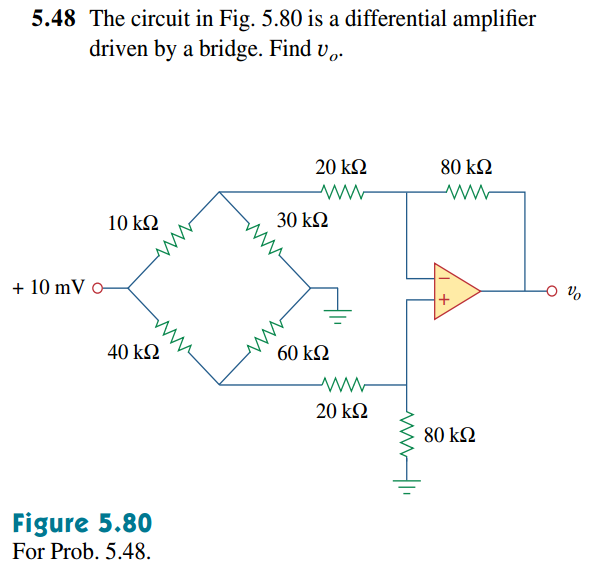 5.48 The circuit in Fig. 5.80 is a differential amplifier
driven by a bridge. Find vₒ.
20 kΩ
80 kΩ
10 kΩ
30 kΩ
+ 10 mV
vₒ
40 kΩ
60 kΩ
20 kΩ
80 kΩ
−
+
Figure 5.80
For Prob. 5.48.